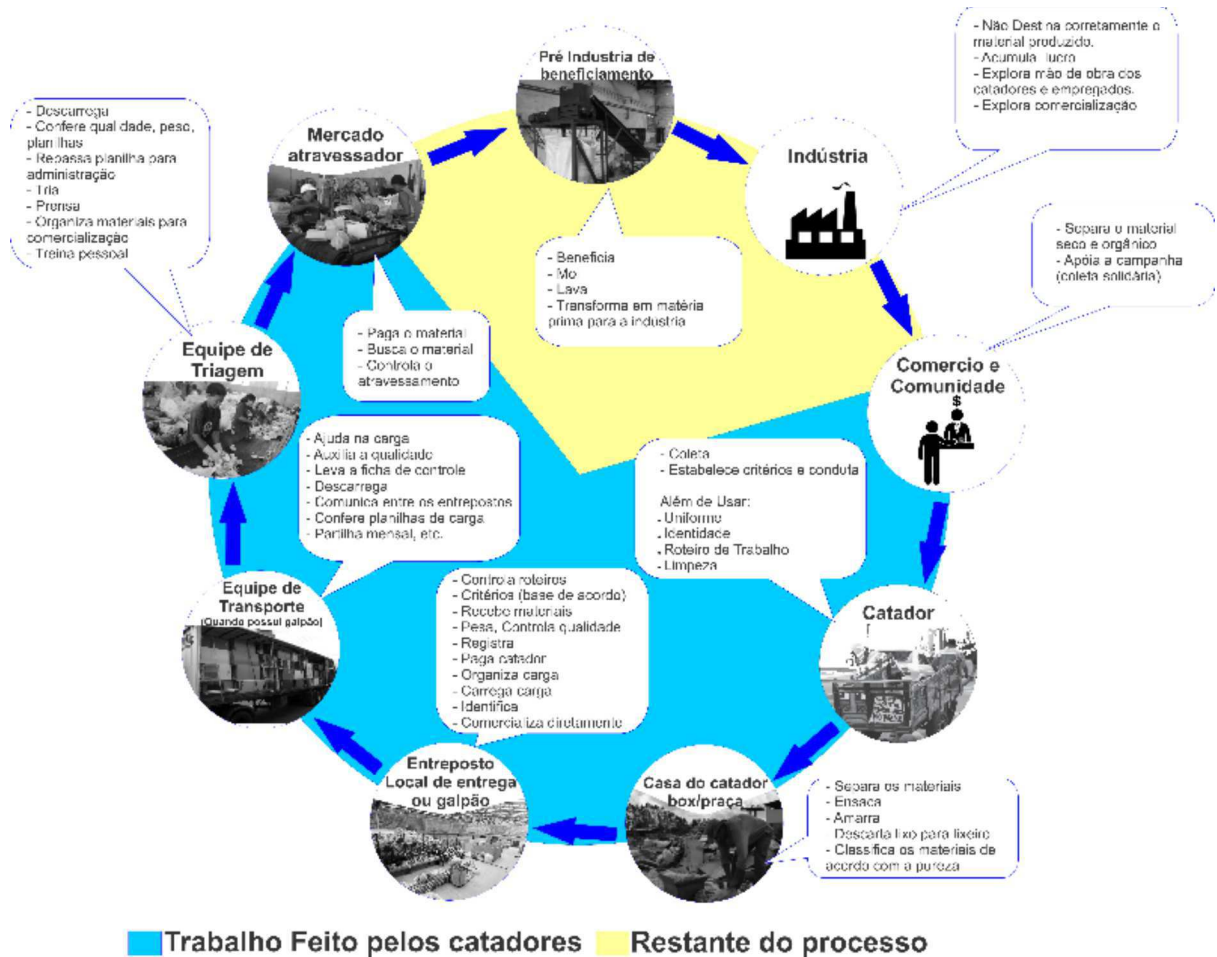 Pré Industria de
beneficiamento
- Não Destina corretamente o
material produzido.
- Acumula lucro
- Explora mão de obra dos
catadores e empregados.
- Explora comercialização
- Descarrega
- Confere qualidade, peso,
planilhas
- Repassa planilha para
administração
- Tria
- Prensa
- Organiza materiais para
comercialização
- Treina pessoal
Mercado
atravessador
Indústria
- Separa o material
seco e orgânico
- Apóia a campanha
(coleta solidária)
- Beneficia
- Mo
- Lava
- Transforma em matéria
prima para a industria
- Paga o material
- Busca o material
- Controla o
atravessamento
Equipe de
Triagem
Comercio e
Comunidade
$
- Ajuda na carga
- Auxilia a qualidade
- Leva a ficha de controle
- Descarrega
- Comunica entre os entrepostos
- Confere planilhas de carga
- Partilha mensal, etc.
- Coleta
- Estabelece critérios e conduta
Além de Usar:
. Uniforme
. Identidade
. Roteiro de Trabalho
. Limpeza
Equipe de
Transporte
(Quando possui galpão)
- Controla roteiros
- Critérios (base de acordo)
- Recebe materiais
- Pesa, Controla qualidade
- Registra
- Paga catador
- Organiza carga
- Carrega carga
- Identifica
- Comercializa diretamente
Catador
Entreposto
Local de entrega
ou galpão
Casa do catador
box/praça
- Separa os materiais
- Ensaca
- Amarra
- Descarta lixo para lixeiro
- Classifica os materiais de
acordo com a pureza
Trabalho Feito pelos catadores
Restante do processo